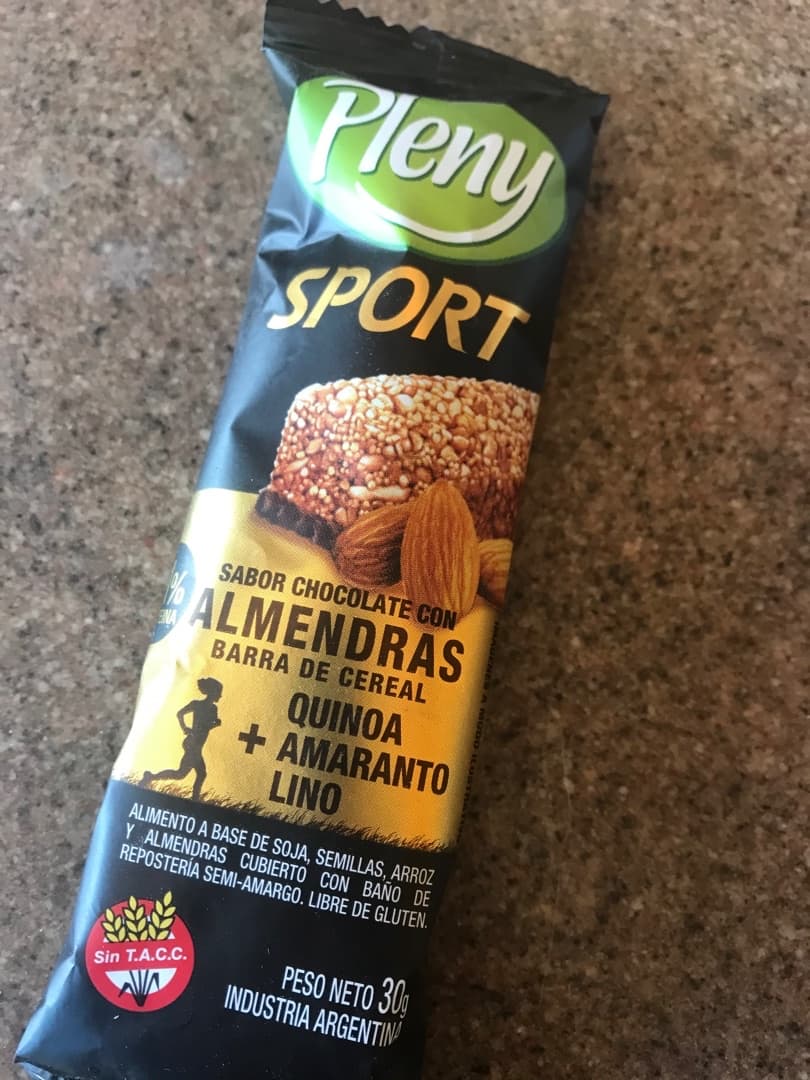 Pleny
SPORT
%
SABOR CHOCOLATE CON
ALMENDRAS
BARRA DE CEREAL
+ QUINOA
AMARANTO
LINO
ALIMENTO A BASE DE SOJA, SEMILLAS, ARROZ
Y ALMENDRAS CUBIERTO CON BAÑO DE
REPOSTERÍA SEMI-AMARGO. LIBRE DE GLUTEN.
Sin T.A.C.C.
PESO NETO 30g
INDUSTRIA ARGENTINA